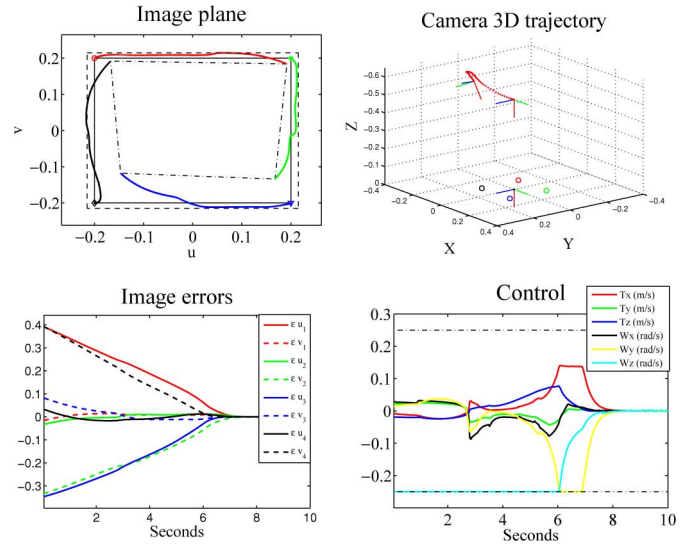 Image plane
0.2
0.1
0
-0.1
-0.2
v
-0.2
-0.1
0
0.1
0.2
u
Camera 3D trajectory
-0.6
-0.5
-0.4
-0.3
-0.2
-0.1
-0
Z
-0.4
-0.2
0
0.2
0.4
X
0.4
0.2
0
-0.2
-0.4
Y
Image errors
0.4
0.3
0.2
0.1
0
-0.1
-0.2
-0.3
2
4
6
8
10
Seconds
ε u1
ε v1
ε u2
ε v2
ε u3
ε v3
ε u4
ε v4
Control
0.3
0.2
0.1
0
-0.1
-0.2
-0.3
2
4
6
8
10
Seconds
Tx (m/s)
Ty (m/s)
Tz (m/s)
Wx (rad/s)
Wy (rad/s)
Wz (rad/s)